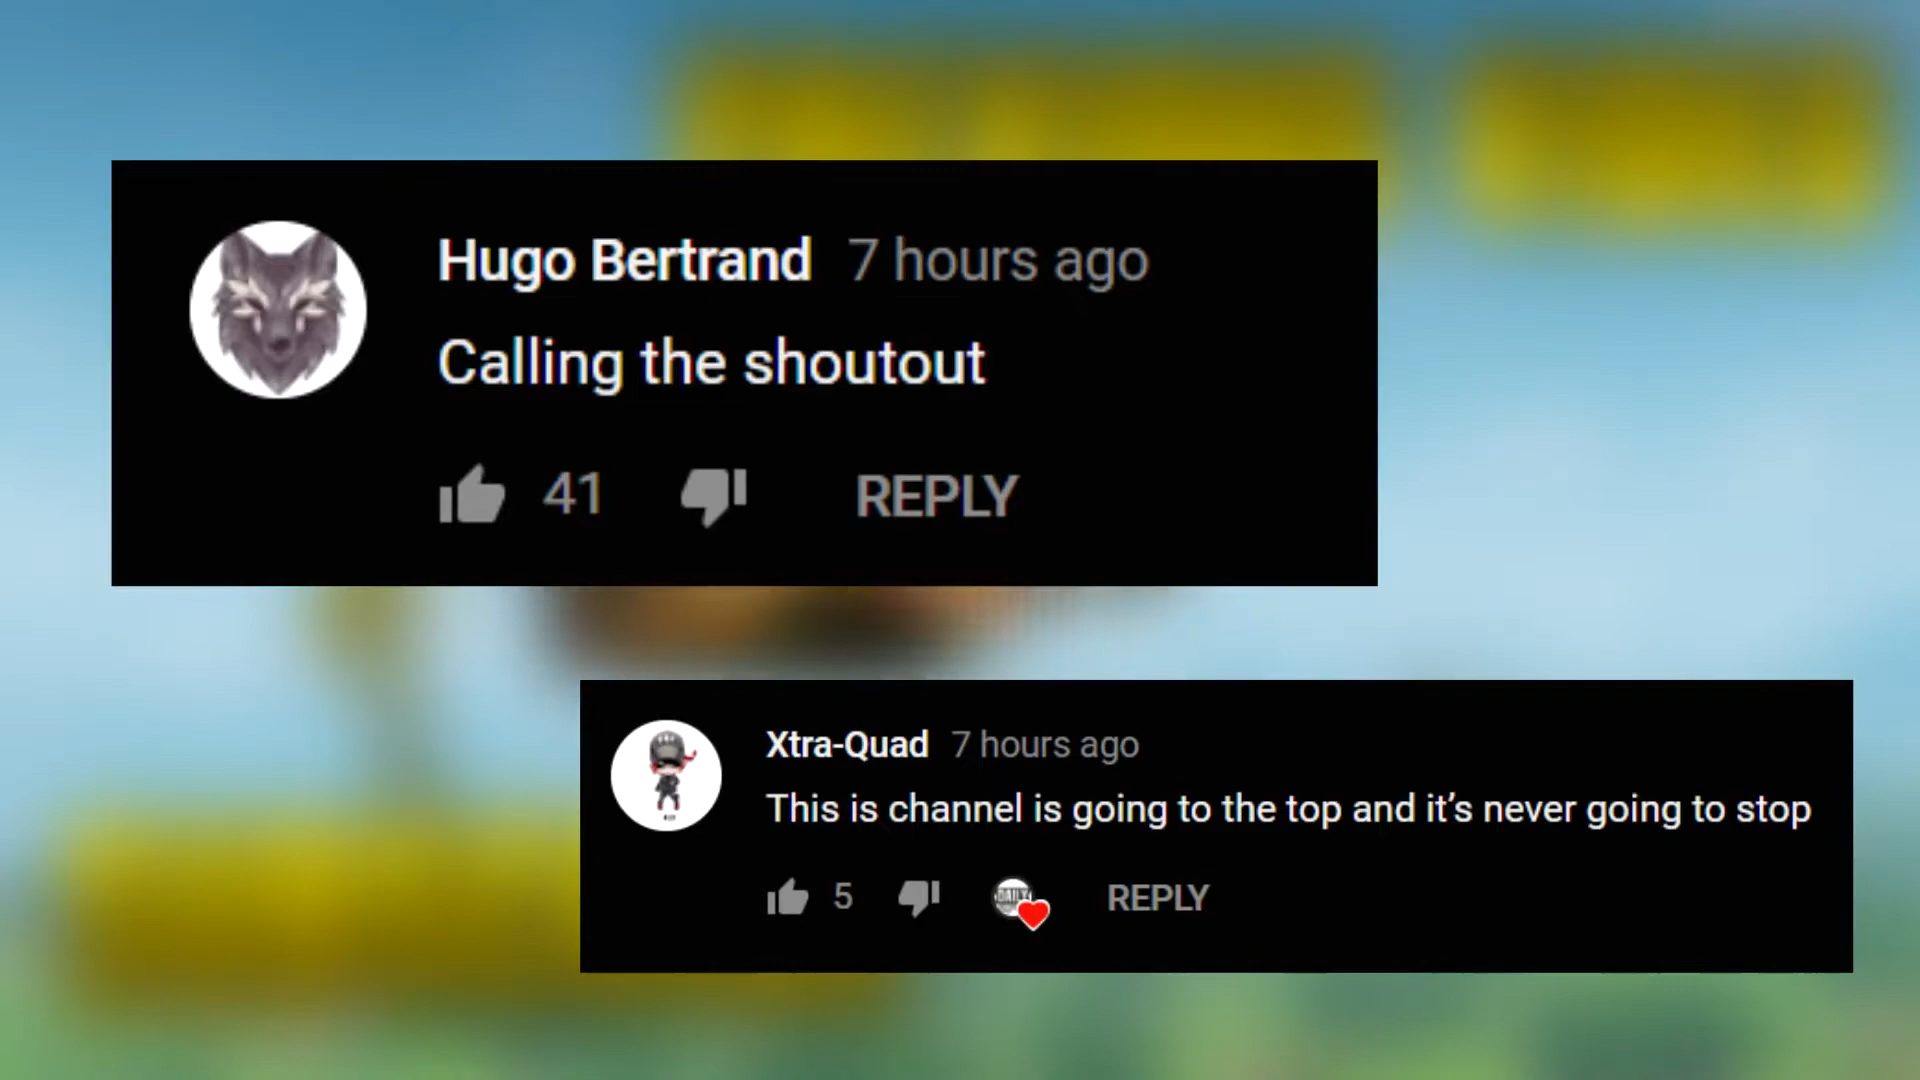 Hugo Bertrand 7 hours ago
Calling the shoutout
41 REPLY
Xtra-Quad 7 hours ago
This is channel is going to the top and it’s never going to stop
5 DAILY REPLY